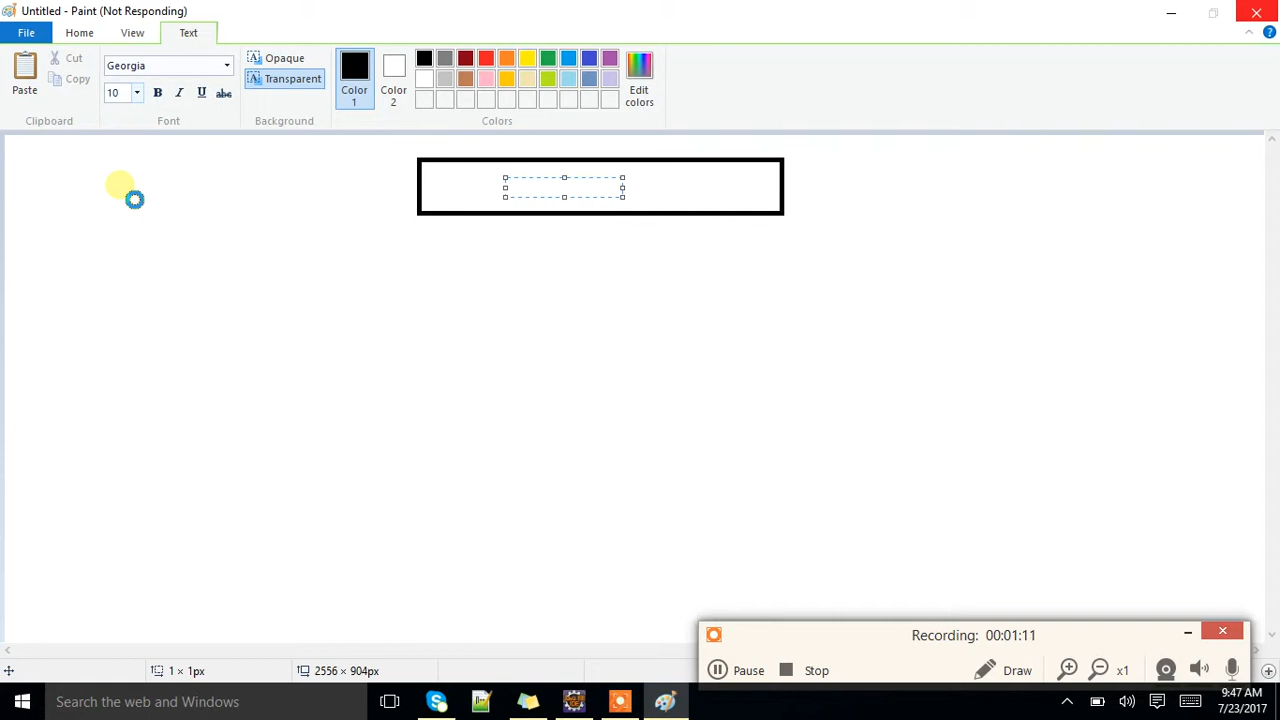 Untitled - Paint (Not Responding)
File
Home
View
Text
Paste
Cut
Copy
Clipboard
Georgia
10
B I U abc
Font
Opaque
Transparent
Background
Color 1
Color 2
Edit colors
Colors
Recording: 00:01:11
Pause
Stop
Draw
x1
1 × 1px
2556 × 904px
Search the web and Windows
9:47 AM
7/23/2017